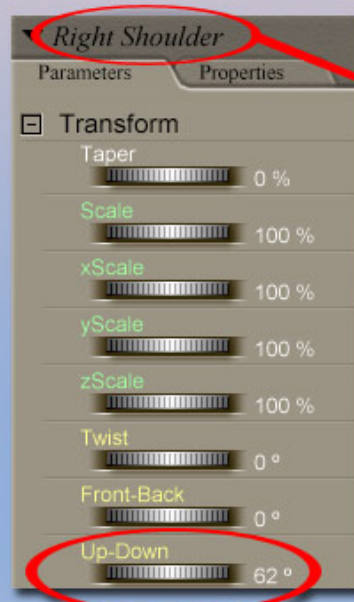 Right Shoulder
Parameters Properties
Transform
Taper
0 %
Scale
100 %
xScale
100 %
yScale
100 %
zScale
100 %
Twist
0 º
Front-Back
0 º
Up-Down
62 º